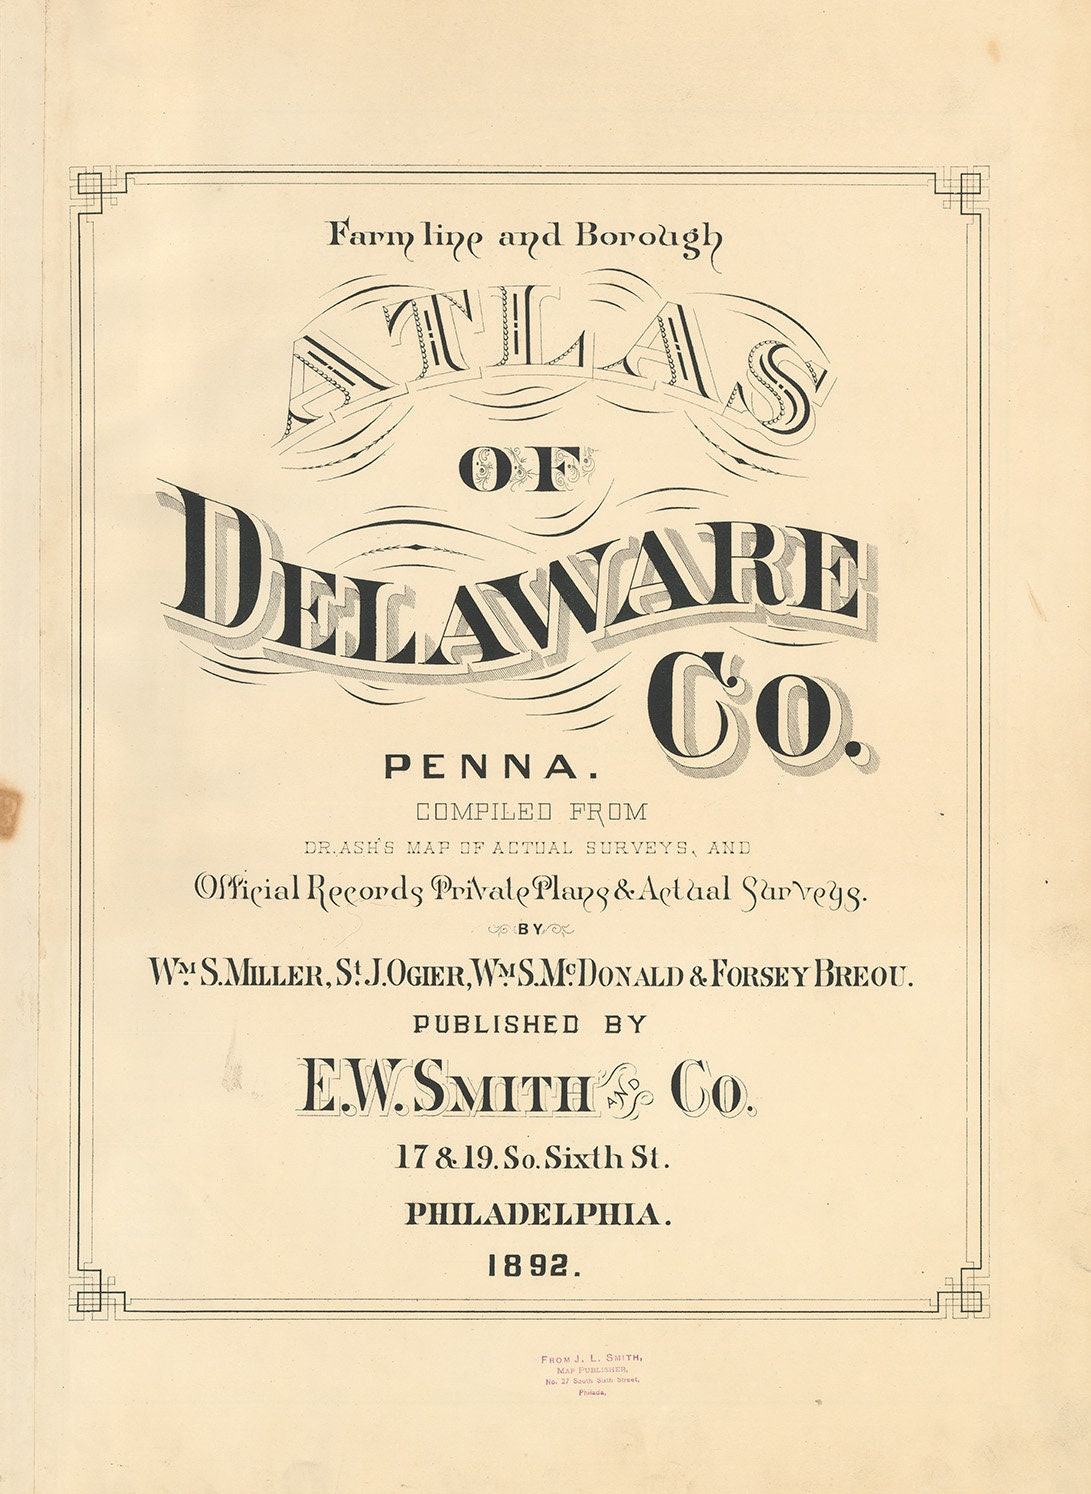 Farm line and Borough
ATLAS
OF
DELAWARE
Co.
PENNA.
COMPILED FROM
DR. ASH'S MAP OF ACTUAL SURVEYS, AND
Official Records Private Plans & Actual Surveys.
BY
Wm. S. MILLER, St. J. OGIER, Wm. S. McDONALD & FORSEY BREOU.
PUBLISHED BY
E.W. SMITH AND Co.
17 & 19. So. Sixth St.
PHILADELPHIA.
1892.
FROM J. L. SMITH,
MAP PUBLISHER,
No. 27 South Sixth Street,
Philada.